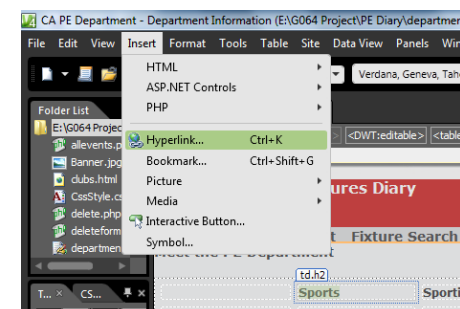 CA PE Department - Department Information (E:\G064 Project\PE Diary\departmen
File Edit View Insert Format Tools Table Site Data View Panels Win
HTML
ASP.NET Controls
PHP
Verdana, Geneva, Tah
Folder List
E:\G064 Projec
Hyperlink... Ctrl+K
<DWT:editable> <table
allevents.p
Banner.jpg
Bookmark... Ctrl+Shift+G
clubs.html
Picture
ures Diary
CssStyle.cs
Media
delete.php
Interactive Button...
deleteform
Symbol...
t Fixture Search
departmen
Meet the PE Department
td.h2
T... × CS...
Sports Sporti